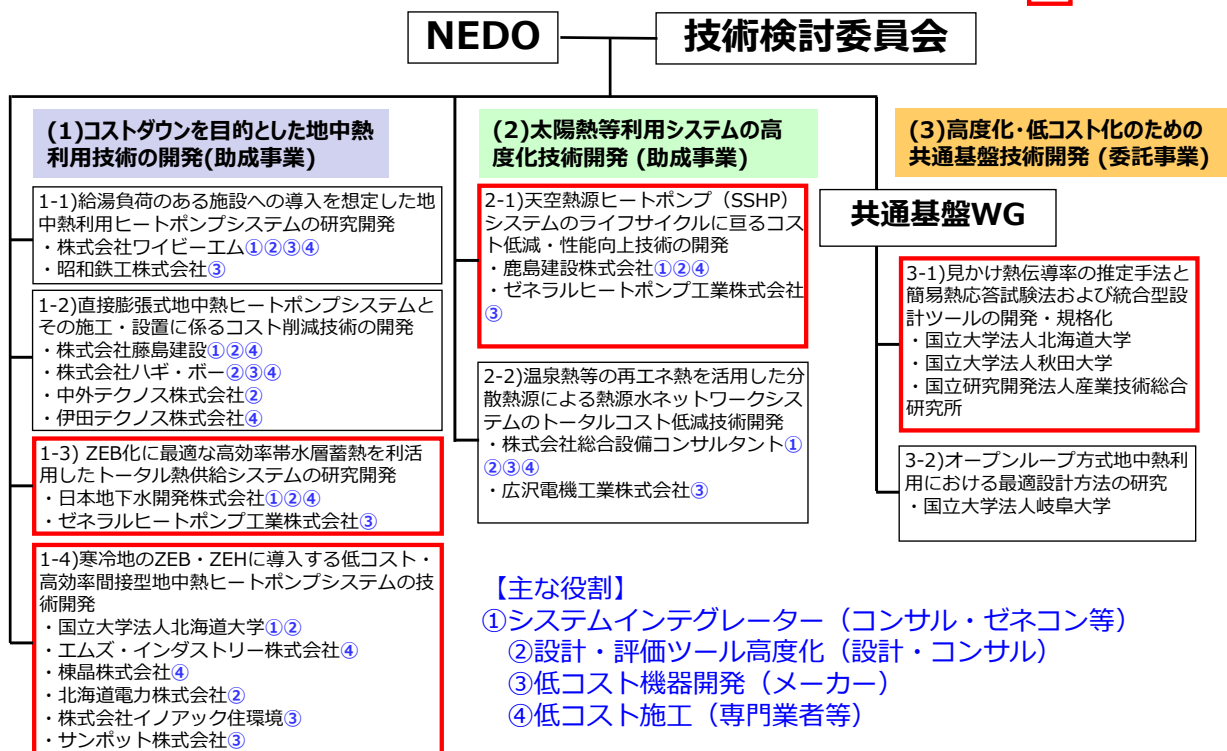 NEDO
技術検討委員会
(1)コストダウンを目的とした地中熱
利用技術の開発(助成事業)
1-1)給湯負荷のある施設への導入を想定した地
中熱利用ヒートポンプシステムの研究開発
・株式会社ワイビーエム①②③④
・昭和鉄工株式会社③
1-2)直接膨張式地中熱ヒートポンプシステムと
その施工・設置に係るコスト削減技術の開発
・株式会社藤島建設①②④
・株式会社ハギ・ボー②③④
・中外テクノス株式会社②
・伊田テクノス株式会社④
1-3) ZEB化に最適な高効率帯水層蓄熱を利活
用したトータル熱供給システムの研究開発
・日本地下水開発株式会社①②④
・ゼネラルヒートポンプ工業株式会社③
1-4)寒冷地のZEB・ZEHに導入する低コスト・
高効率間接型地中熱ヒートポンプシステムの技
術開発
・国立大学法人北海道大学①②
・エムズ・インダストリー株式会社④
・棟晶株式会社④
・北海道電力株式会社②
・株式会社イノアック住環境③
・サンポット株式会社③
(2)太陽熱等利用システムの高
度化技術開発 (助成事業)
2-1)天空熱源ヒートポンプ（SSHP）
システムのライフサイクルに亘るコス
ト低減・性能向上技術の開発
・鹿島建設株式会社①②④
・ゼネラルヒートポンプ工業株式会社
③
2-2)温泉熱等の再エネ熱を活用した分
散熱源による熱源水ネットワークシス
テムのトータルコスト低減技術開発
・株式会社総合設備コンサルタント①
②③④
・広沢電機工業株式会社③
(3)高度化・低コスト化のための
共通基盤技術開発 (委託事業)
共通基盤WG
3-1)見かけ熱伝導率の推定手法と
簡易熱応答試験法および統合型設
計ツールの開発・規格化
・国立大学法人北海道大学
・国立大学法人秋田大学
・国立研究開発法人産業技術総合
研究所
3-2)オープンループ方式地中熱利
用における最適設計方法の研究
・国立大学法人岐阜大学
【主な役割】
①システムインテグレーター（コンサル・ゼネコン等）
②設計・評価ツール高度化（設計・コンサル）
③低コスト機器開発（メーカー）
④低コスト施工（専門業者等）